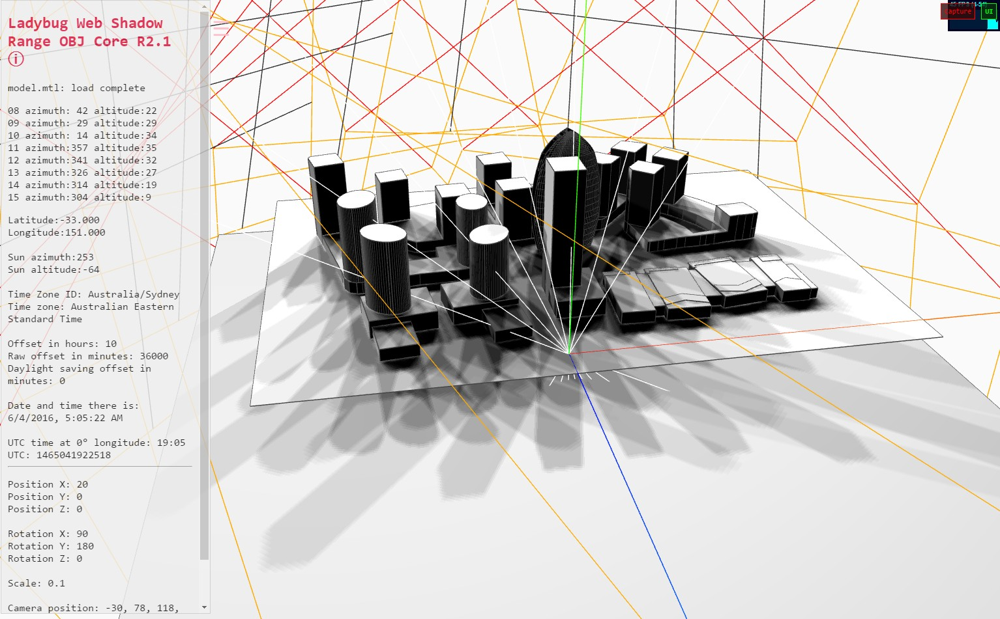 Ladybug Web Shadow
Range OBJ Core R2.1
ⓘ
model.mtl: load complete
08 azimuth: 42 altitude:22
09 azimuth: 29 altitude:29
10 azimuth: 14 altitude:34
11 azimuth:357 altitude:35
12 azimuth:341 altitude:32
13 azimuth:326 altitude:27
14 azimuth:314 altitude:19
15 azimuth:304 altitude:9
Latitude:-33.000
Longitude:151.000
Sun azimuth:253
Sun altitude:-64
Time Zone ID: Australia/Sydney
Time zone: Australian Eastern
Standard Time
Offset in hours: 10
Raw offset in minutes: 36000
Daylight saving offset in
minutes: 0
Date and time there is:
6/4/2016, 5:05:22 AM
UTC time at 0° longitude: 19:05
UTC: 1465041922518
Position X: 20
Position Y: 0
Position Z: 0
Rotation X: 90
Rotation Y: 180
Rotation Z: 0
Scale: 0.1
Camera position: -30, 78, 118,
UI